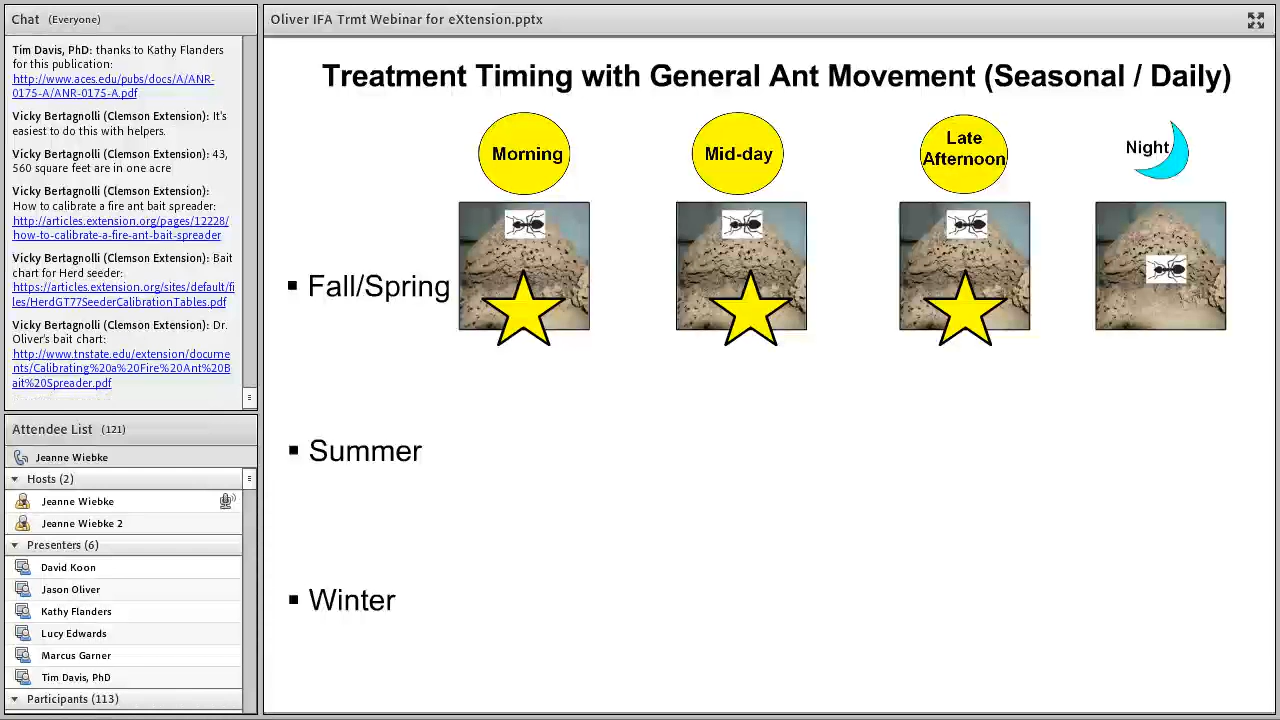 Chat (Everyone)
Tim Davis, PhD: thanks to Kathy Flanders
for this publication:
http://www.aces.edu/pubs/docs/A/ANR-
0175-A/ANR-0175-A.pdf
Vicky Bertagnolli (Clemson Extension): It's
easiest to do this with helpers.
Vicky Bertagnolli (Clemson Extension): 43,
560 square feet are in one acre
Vicky Bertagnolli (Clemson Extension):
How to calibrate a fire ant bait spreader:
http://articles.extension.org/pages/12228/
how-to-calibrate-a-fire-ant-bait-spreader
Vicky Bertagnolli (Clemson Extension): Bait
chart for Herd seeder:
https://articles.extension.org/sites/default/fi
les/HerdGT77SeederCalibrationTables.pdf
Vicky Bertagnolli (Clemson Extension): Dr.
Oliver's bait chart:
http://www.tnstate.edu/extension/docume
nts/Calibrating%20a%20Fire%20Ant%20B
ait%20Spreader.pdf
Attendee List (121)
Jeanne Wiebke
Hosts (2)
Jeanne Wiebke
Jeanne Wiebke 2
Presenters (6)
David Koon
Jason Oliver
Kathy Flanders
Lucy Edwards
Marcus Garner
Tim Davis, PhD
Participants (113)
Oliver IFA Trmt Webinar for eXtension.pptx
Treatment Timing with General Ant Movement (Seasonal / Daily)
Morning
Mid-day
Late
Afternoon
Night
▪ Fall/Spring
▪ Summer
▪ Winter